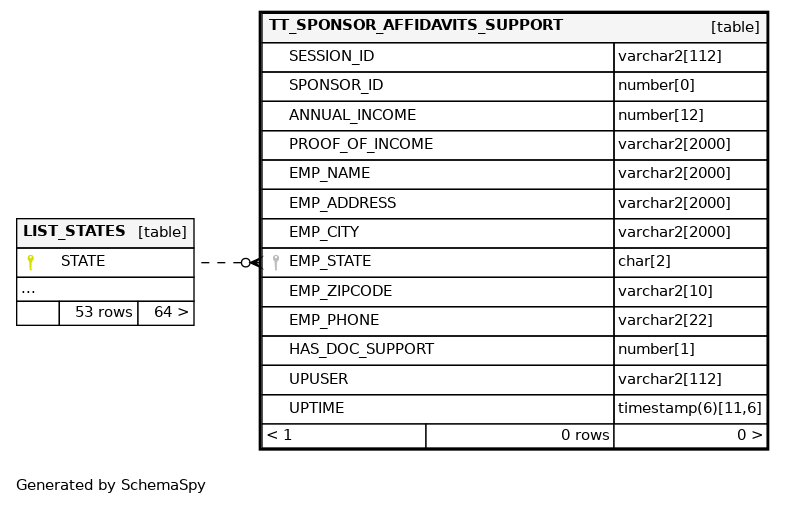 TT_SPONSOR_AFFIDAVITS_SUPPORT [table]
SESSION_ID varchar2[112]
SPONSOR_ID number[0]
ANNUAL_INCOME number[12]
PROOF_OF_INCOME varchar2[2000]
EMP_NAME varchar2[2000]
EMP_ADDRESS varchar2[2000]
EMP_CITY varchar2[2000]
EMP_STATE char[2]
EMP_ZIPCODE varchar2[10]
EMP_PHONE varchar2[22]
HAS_DOC_SUPPORT number[1]
UPUSER varchar2[112]
UPTIME timestamp(6)[11,6]
< 1 0 rows 0 >
LIST_STATES [table]
STATE
...
53 rows 64 >
Generated by SchemaSpy